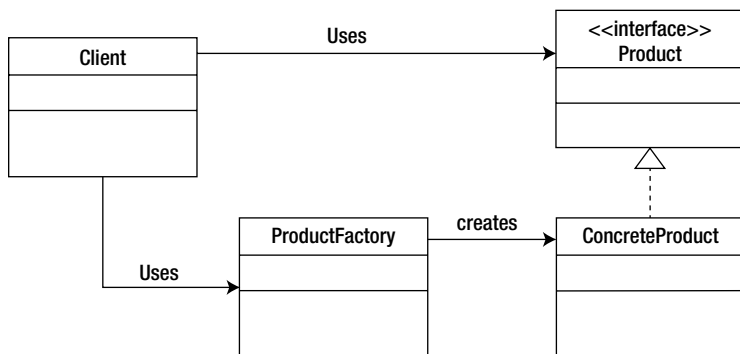 Client
Uses
<<interface>>
Product
ProductFactory
creates
ConcreteProduct
Uses